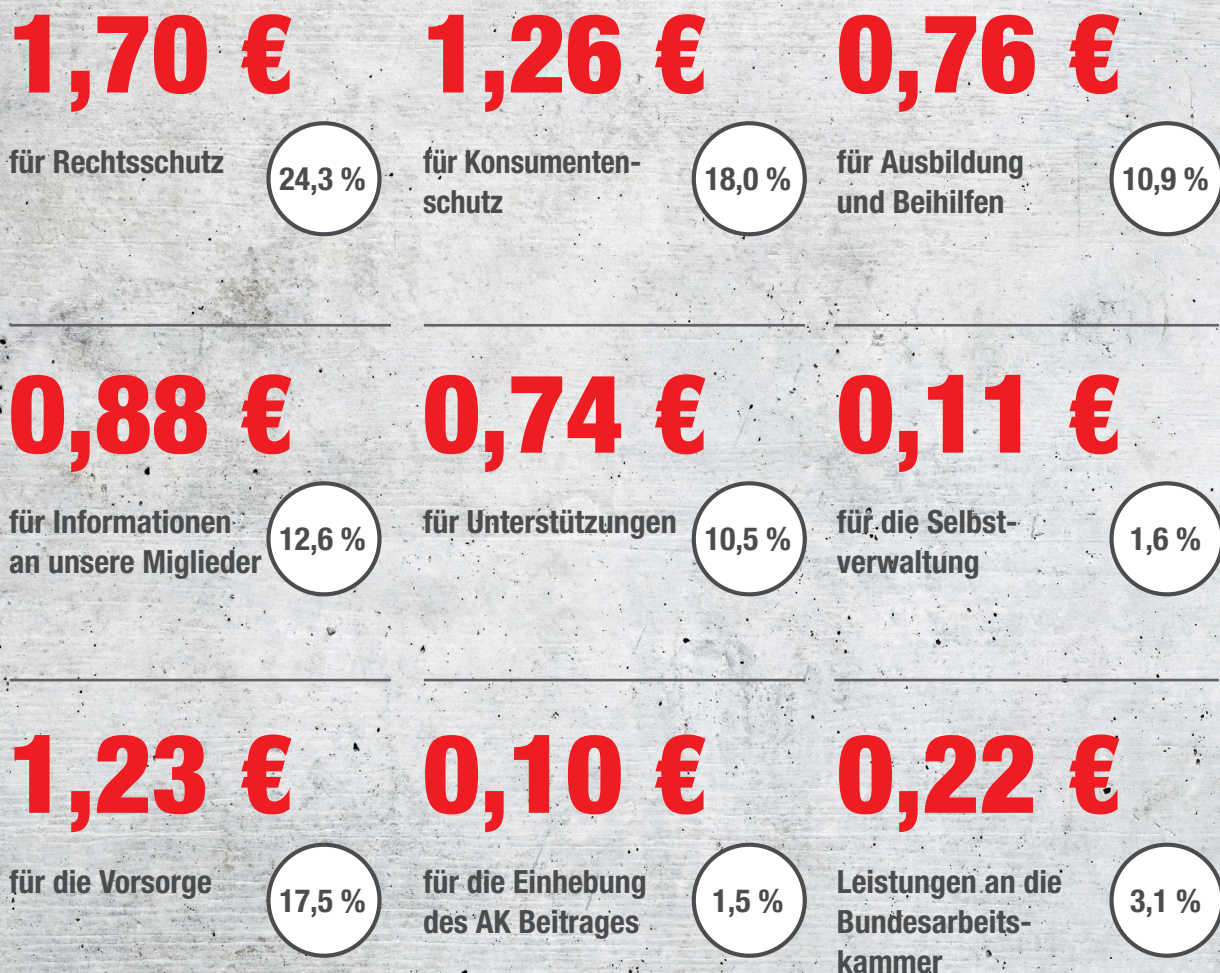 1,70 €
für Rechtsschutz
24,3 %
1,26 €
für Konsumenten-
schutz
18,0 %
0,76 €
für Ausbildung
und Beihilfen
10,9 %
0,88 €
für Informationen
an unsere Miglieder
12,6 %
0,74 €
für Unterstützungen
10,5 %
0,11 €
für die Selbst-
verwaltung
1,6 %
1,23 €
für die Vorsorge
17,5 %
0,10 €
für die Einhebung
des AK Beitrages
1,5 %
0,22 €
Leistungen an die
Bundesarbeits-
kammer
3,1 %